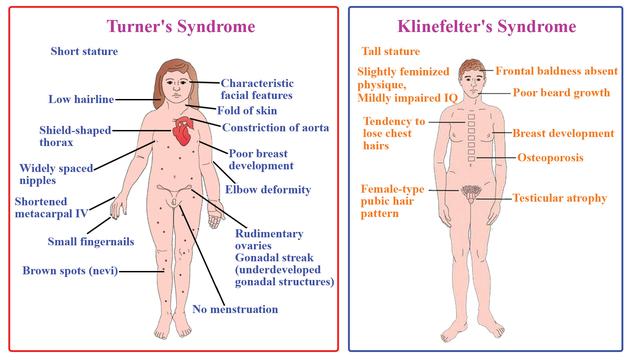 Turner's Syndrome
Short stature
Characteristic
facial features
Low hairline
Fold of skin
Shield-shaped
thorax
Constriction of aorta
Widely spaced
nipples
Poor breast
development
Elbow deformity
Shortened
metacarpal IV
Small fingernails
Rudimentary
ovaries
Gonadal streak
(underdeveloped
gonadal structures)
Brown spots (nevi)
No menstruation
Klinefelter's Syndrome
Tall stature
Slightly feminized
physique,
Mildly impaired IQ
Frontal baldness absent
Poor beard growth
Tendency to
lose chest
hairs
Breast development
Osteoporosis
Female-type
pubic hair
pattern
Testicular atrophy